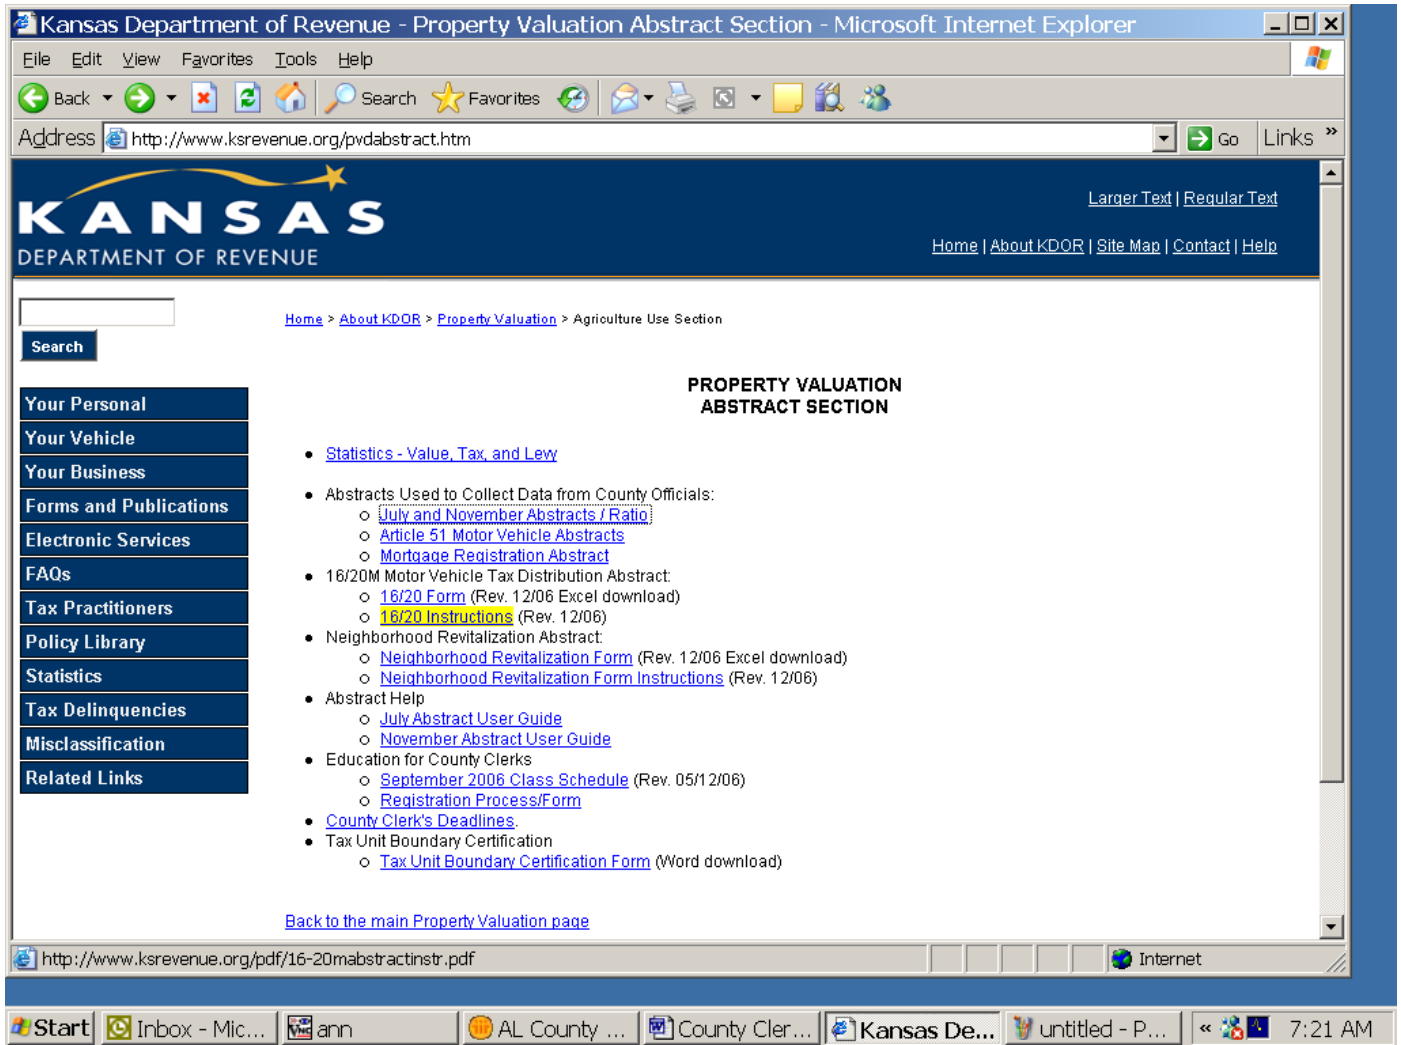 Kansas Department of Revenue - Property Valuation Abstract Section - Microsoft Internet Explorer
File Edit View Favorites Tools Help
Back Search Favorites
Address http://www.ksrevenue.org/pvdabstract.htm Go Links »
KANSAS
DEPARTMENT OF REVENUE
Larger Text | Regular Text
Home | About KDOR | Site Map | Contact | Help
Home > About KDOR > Property Valuation > Agriculture Use Section
Search
Your Personal
Your Vehicle
Your Business
Forms and Publications
Electronic Services
FAQs
Tax Practitioners
Policy Library
Statistics
Tax Delinquencies
Misclassification
Related Links
PROPERTY VALUATION
ABSTRACT SECTION
Statistics - Value, Tax, and Levy
Abstracts Used to Collect Data from County Officials:
July and November Abstracts / Ratio
Article 51 Motor Vehicle Abstracts
Mortgage Registration Abstract
16/20M Motor Vehicle Tax Distribution Abstract:
16/20 Form (Rev. 12/06 Excel download)
16/20 Instructions (Rev. 12/06)
Neighborhood Revitalization Abstract:
Neighborhood Revitalization Form (Rev. 12/06 Excel download)
Neighborhood Revitalization Form Instructions (Rev. 12/06)
Abstract Help
July Abstract User Guide
November Abstract User Guide
Education for County Clerks
September 2006 Class Schedule (Rev. 05/12/06)
Registration Process/Form
County Clerk's Deadlines.
Tax Unit Boundary Certification
Tax Unit Boundary Certification Form (Word download)
Back to the main Property Valuation page
http://www.ksrevenue.org/pdf/16-20mabstractinstr.pdf Internet
Start Inbox - Mic... ann AL County ... County Cler... Kansas De... untitled - P... « 7:21 AM